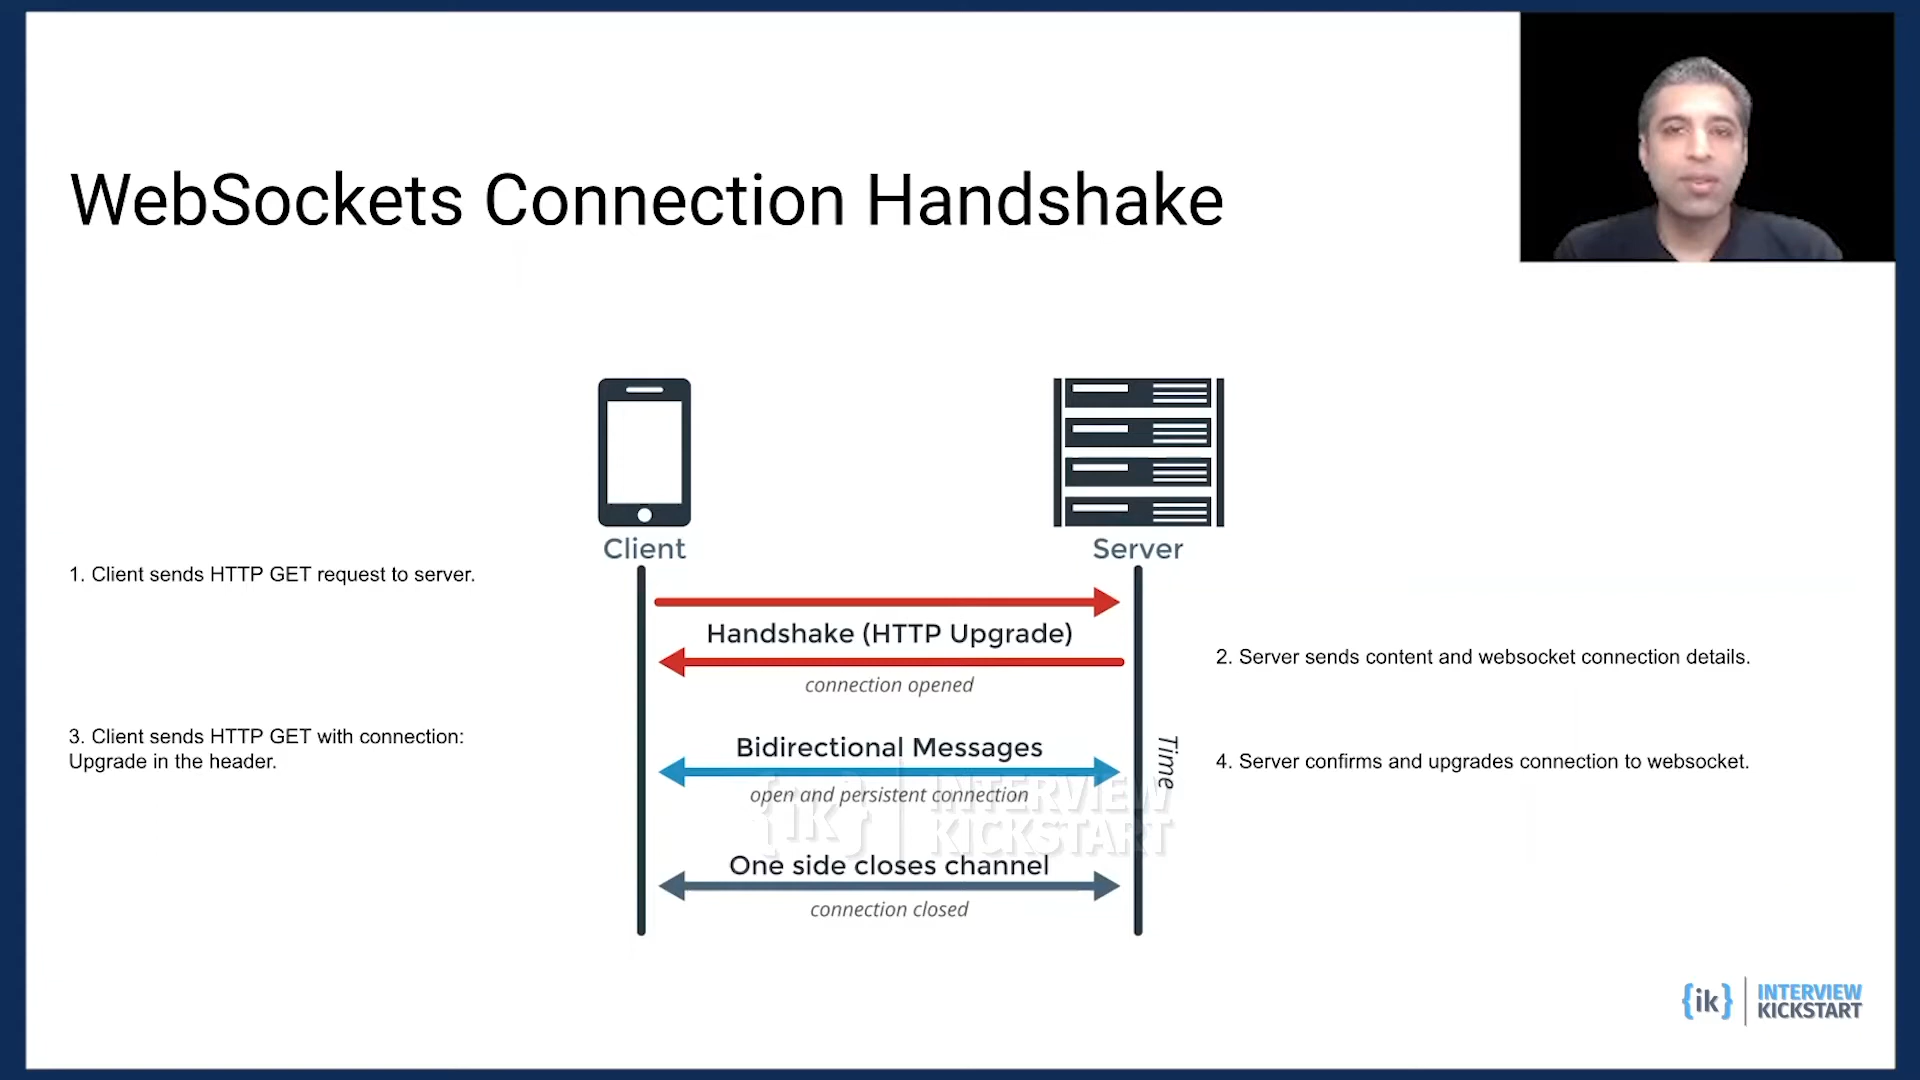 WebSockets Connection Handshake
Client
Server
1. Client sends HTTP GET request to server.
Handshake (HTTP Upgrade)
2. Server sends content and websocket connection details.
connection opened
3. Client sends HTTP GET with connection:
Upgrade in the header.
Bidirectional Messages
Time
4. Server confirms and upgrades connection to websocket.
open and persistent connection
{ik} INTERVIEW
KICKSTART
One side closes channel
connection closed
{ik} INTERVIEW
KICKSTART